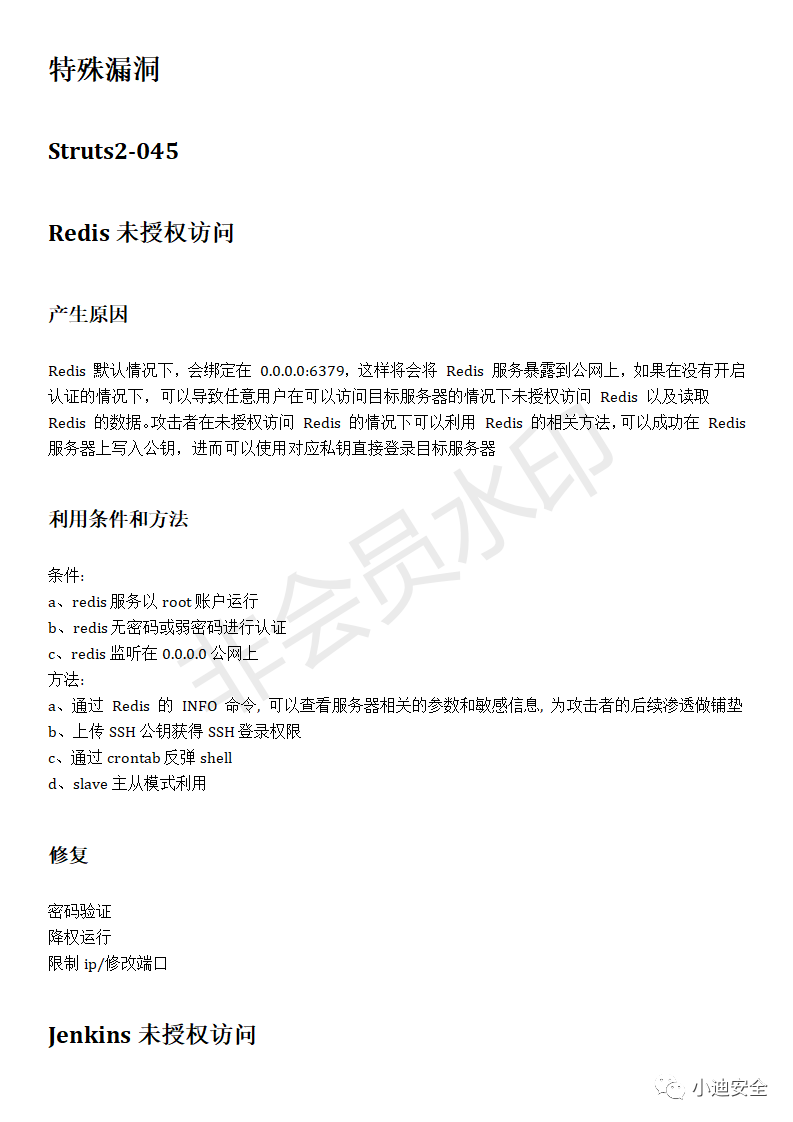 特殊漏洞
Struts2-045
Redis 未授权访问
产生原因
Redis 默认情况下，会绑定在 0.0.0.0:6379，这样将会将 Redis 服务暴露到公网上，如果在没有开启
认证的情况下，可以导致任意用户在可以访问目标服务器的情况下未授权访问 Redis 以及读取
Redis 的数据。攻击者在未授权访问 Redis 的情况下可以利用 Redis 的相关方法，可以成功在 Redis
服务器上写入公钥，进而可以使用对应私钥直接登录目标服务器
利用条件和方法
条件:
a、redis 服务以 root 账户运行
b、redis 无密码或弱密码进行认证
c、redis 监听在 0.0.0.0 公网上
方法:
a、通过 Redis 的 INFO 命令, 可以查看服务器相关的参数和敏感信息, 为攻击者的后续渗透做铺垫
b、上传 SSH 公钥获得 SSH 登录权限
c、通过 crontab 反弹 shell
d、slave 主从模式利用
修复
密码验证
降权运行
限制 ip/修改端口
Jenkins 未授权访问
非会员水印
小迪安全